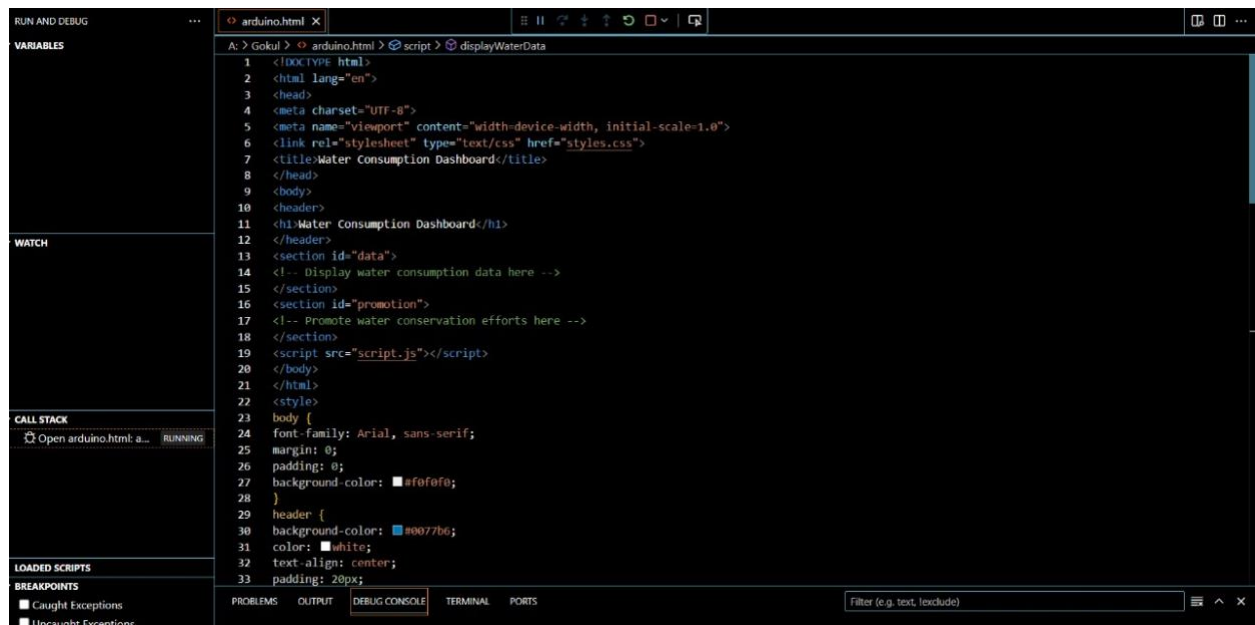 RUN AND DEBUG
VARIABLES
WATCH
CALL STACK
Open arduino.html: a... RUNNING
LOADED SCRIPTS
BREAKPOINTS
Caught Exceptions
Uncaught Exceptions
arduino.html
A: > Gokul > arduino.html > script > displayWaterData
1 <!DOCTYPE html>
2 <html lang="en">
3 <head>
4 <meta charset="UTF-8">
5 <meta name="viewport" content="width=device-width, initial-scale=1.0">
6 <link rel="stylesheet" type="text/css" href="styles.css">
7 <title>Water Consumption Dashboard</title>
8 </head>
9 <body>
10 <header>
11 <h1>Water Consumption Dashboard</h1>
12 </header>
13 <section id="data">
14 <!-- Display water consumption data here -->
15 </section>
16 <section id="promotion">
17 <!-- Promote water conservation efforts here -->
18 </section>
19 <script src="script.js"></script>
20 </body>
21 </html>
22 <style>
23 body {
24 font-family: Arial, sans-serif;
25 margin: 0;
26 padding: 0;
27 background-color: #f0f0f0;
28 }
29 header {
30 background-color: #0077b6;
31 color: white;
32 text-align: center;
33 padding: 20px;
PROBLEMS OUTPUT DEBUG CONSOLE TERMINAL PORTS
Filter (e.g. text, !exclude)